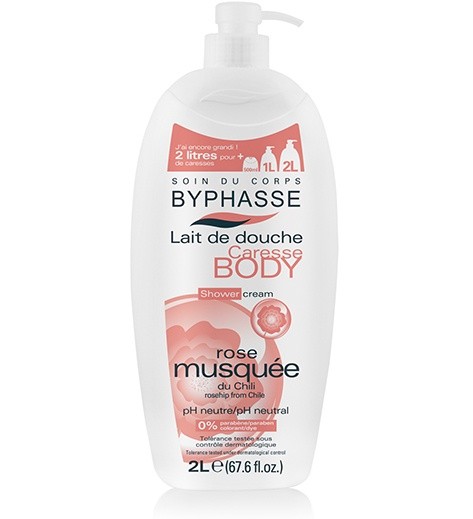 J'ai encore grandi !
2 litres pour +
de caresses
500ml 1L 2L
SOIN DU CORPS
BYPHASSE
Lait de douche
Caresse
BODY
Shower cream
rose
musquée
du Chili
rosehip from Chile
pH neutre/pH neutral
0% parabène/paraben
colorant/dye
Tolérance testée sous
contrôle dermatologique
Tolerance tested under dermatological control
2L e (67.6 fl.oz.)